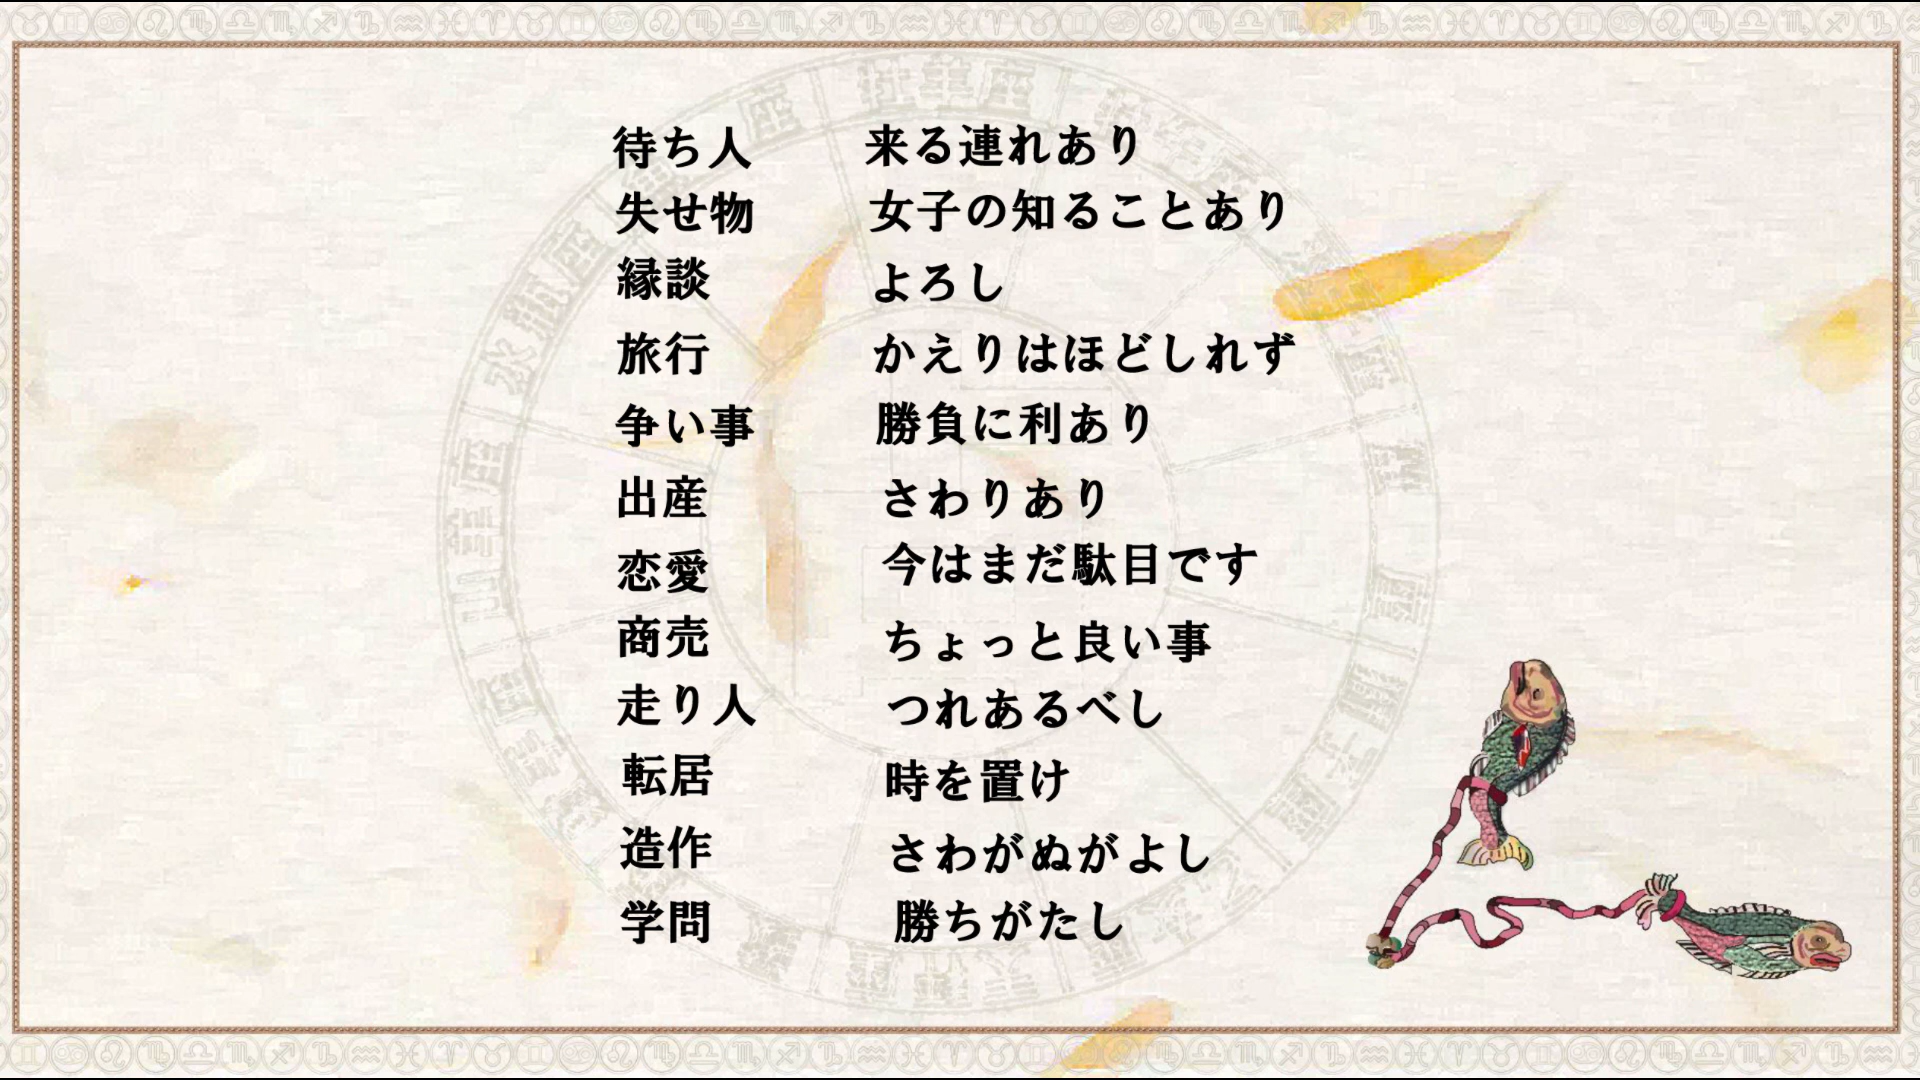 待ち人 来る連れあり
失せ物 女子の知ることあり
縁談 よろし
旅行 かえりはほどしれず
争い事 勝負に利あり
出産 さわりあり
恋愛 今はまだ駄目です
商売 ちょっと良い事
走り人 つれあるべし
転居 時を置け
造作 さわがぬがよし
学問 勝ちがたし